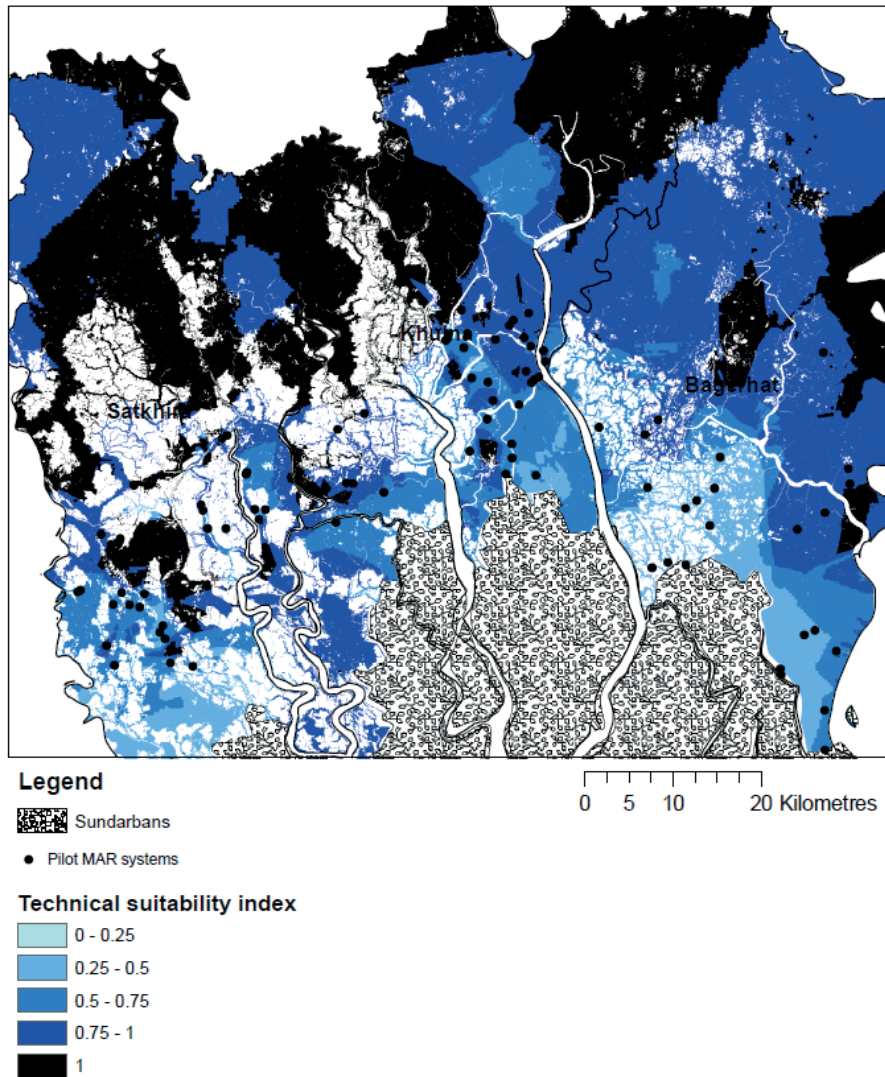 Khulna
Bagerhat
Satkhira
Legend
Sundarbans
Pilot MAR systems
0 5 10 20 Kilometres
Technical suitability index
0 - 0.25
0.25 - 0.5
0.5 - 0.75
0.75 - 1
1